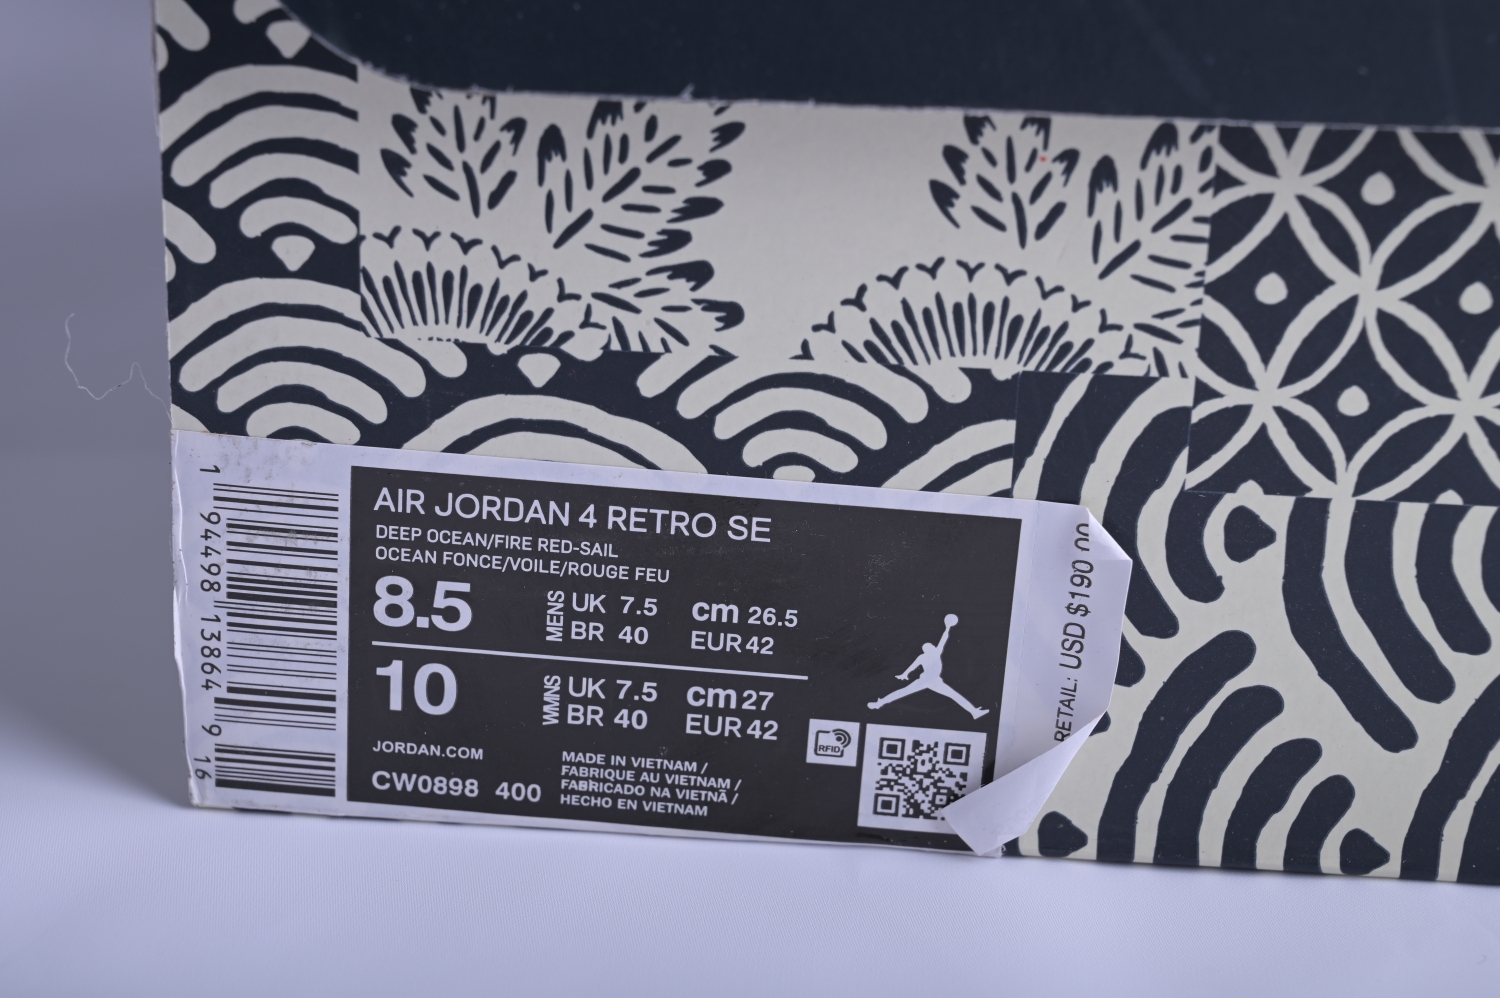 1 94498 13864 9 16
AIR JORDAN 4 RETRO SE
DEEP OCEAN/FIRE RED-SAIL
OCEAN FONCE/VOILE/ROUGE FEU
8.5 MENS UK 7.5 cm 26.5
BR 40 EUR 42
10 WMNS UK 7.5 cm 27
BR 40 EUR 42
JORDAN.COM
CW0898 400
MADE IN VIETNAM /
FABRIQUE AU VIETNAM /
FABRICADO NA VIETNÃ /
HECHO EN VIETNAM
RFID
RETAIL: USD $190.00